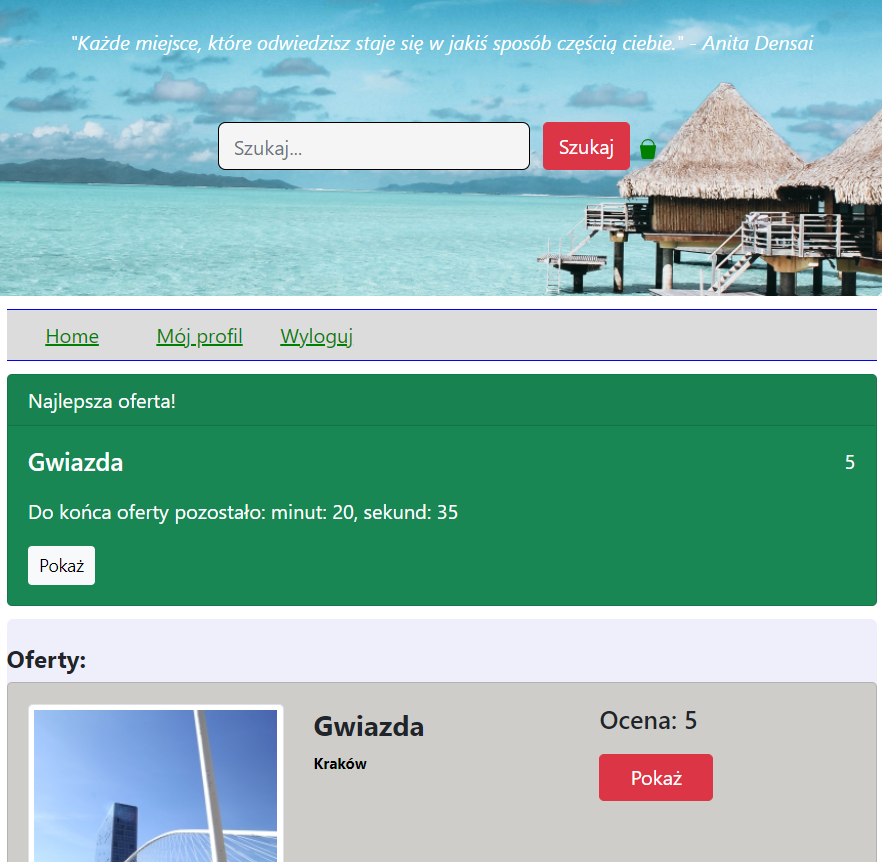 "Każde miejsce, które odwiedzisz staje się w jakiś sposób częścią ciebie." - Anita Densai
Szukaj...
Szukaj
Home
Mój profil
Wyloguj
Najlepsza oferta!
Gwiazda
5
Do końca oferty pozostało: minut: 20, sekund: 35
Pokaż
Oferty:
Gwiazda
Kraków
Ocena: 5
Pokaż